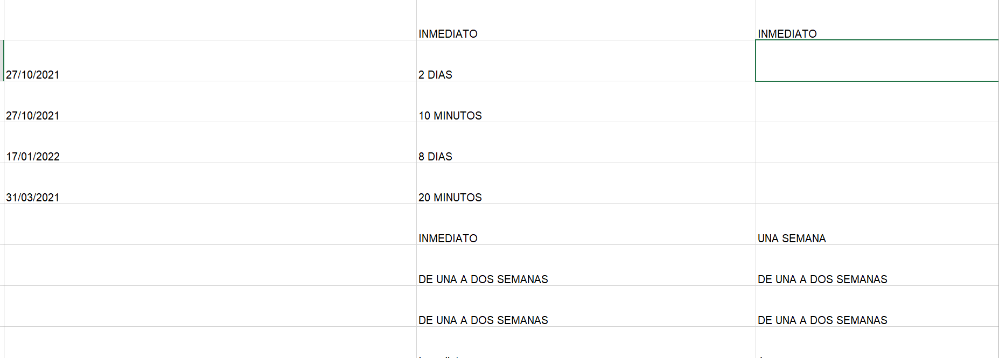 INMEDIATO INMEDIATO
27/10/2021 2 DIAS
27/10/2021 10 MINUTOS
17/01/2022 8 DIAS
31/03/2021 20 MINUTOS
INMEDIATO UNA SEMANA
DE UNA A DOS SEMANAS DE UNA A DOS SEMANAS
DE UNA A DOS SEMANAS DE UNA A DOS SEMANAS